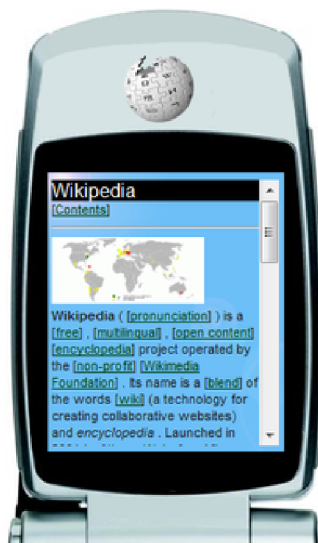 Wikipedia
[Contents]
Wikipedia ( [pronunciation] ) is a
[free] , [multilingual] , [open content]
[encyclopedia] project operated by
the [non-profit] [Wikimedia
Foundation] . Its name is a [blend] of
the words [wiki] (a technology for
creating collaborative websites)
and encyclopedia . Launched in